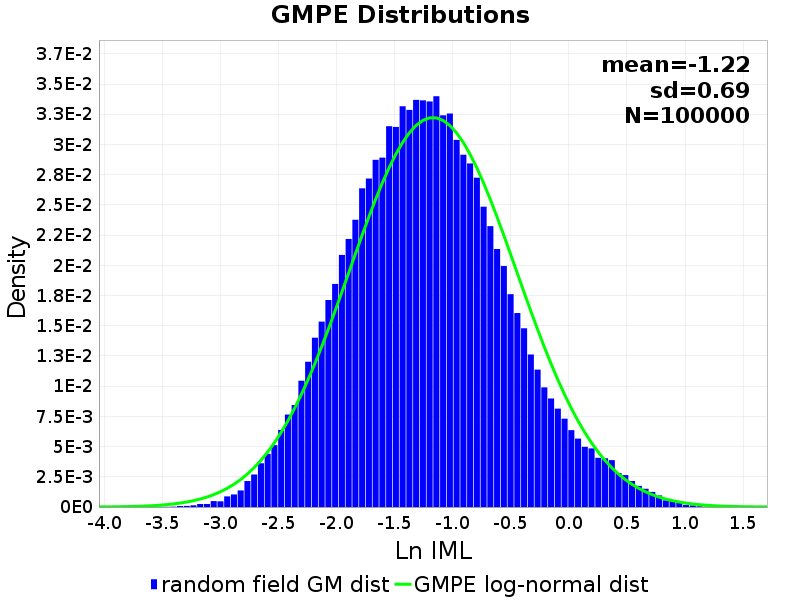 GMPE Distributions
mean=-1.22
sd=0.69
N=100000
3.7E-2
3.5E-2
3.3E-2
3E-2
2.8E-2
2.5E-2
2.2E-2
2E-2
1.8E-2
1.5E-2
1.3E-2
1E-2
7.5E-3
5E-3
2.5E-3
0E0
Density
-4.0 -3.5 -3.0 -2.5 -2.0 -1.5 -1.0 -0.5 0.0 0.5 1.0 1.5
Ln IML
random field GM dist GMPE log-normal dist